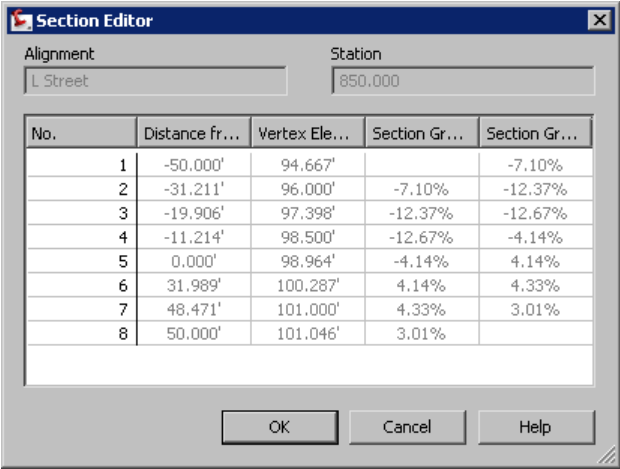 Section Editor
Alignment Station
L Street 850.000
No. Distance fr... Vertex Ele... Section Gr... Section Gr...
1 -50.000' 94.667' -7.10%
2 -31.211' 96.000' -7.10% -12.37%
3 -19.906' 97.398' -12.37% -12.67%
4 -11.214' 98.500' -12.67% -4.14%
5 0.000' 98.964' -4.14% 4.14%
6 31.989' 100.287' 4.14% 4.33%
7 48.471' 101.000' 4.33% 3.01%
8 50.000' 101.046' 3.01%
OK Cancel Help